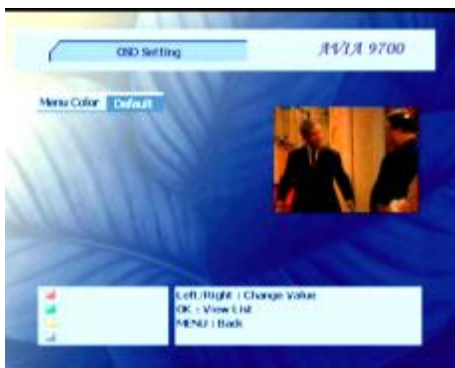 OSD Setting
AVIA 9700
Menu Color Default
Left/Right : Change Value
OK : View List
MENU : Back